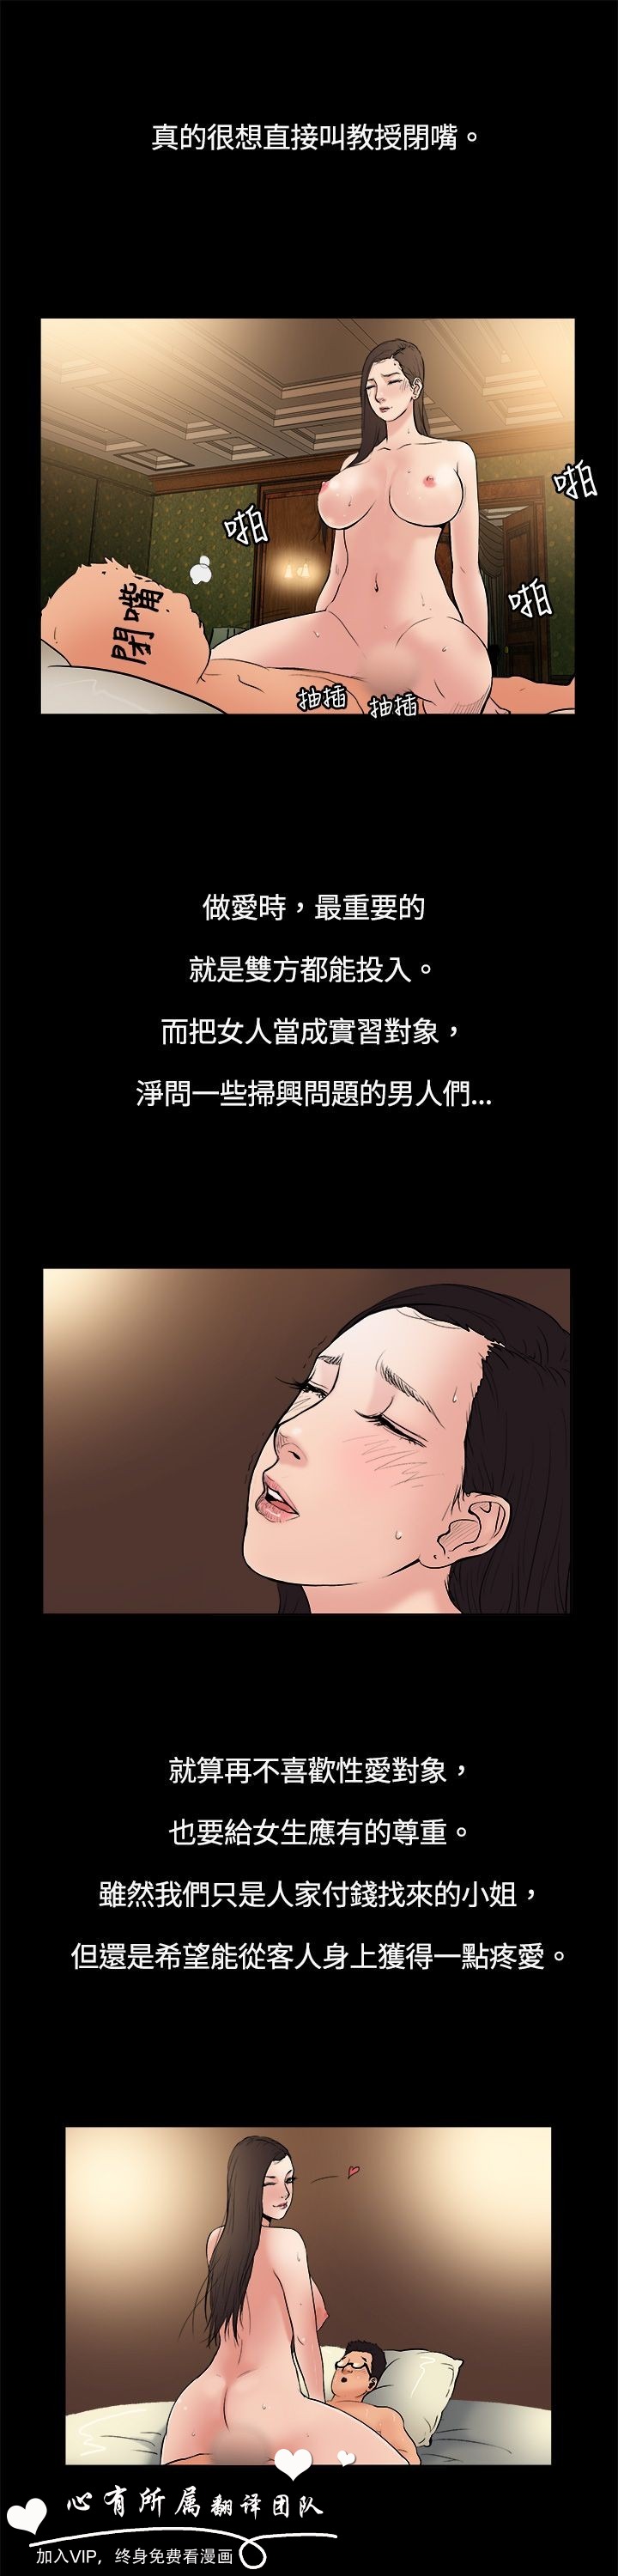 真的很想直接叫教授閉嘴。
啪
啪
啪
閉嘴
抽插
抽插
做愛時，最重要的
就是雙方都能投入。
而把女人當成實習對象，
淨問一些掃興問題的男人們...
就算再不喜歡性愛對象，
也要給女生應有的尊重。
雖然我們只是人家付錢找來的小姐，
但還是希望能從客人身上獲得一點疼愛。
心有所属翻译团队
加入VIP，终身免费看漫画